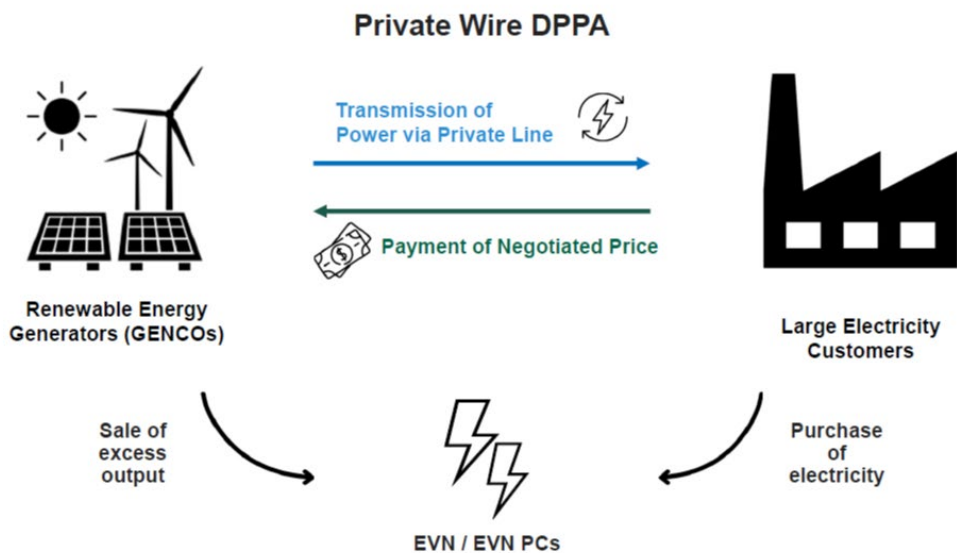 Private Wire DPPA
Transmission of
Power via Private Line
Payment of Negotiated Price
Renewable Energy
Generators (GENCOs)
Large Electricity
Customers
Sale of
excess
output
Purchase
of
electricity
EVN / EVN PCs